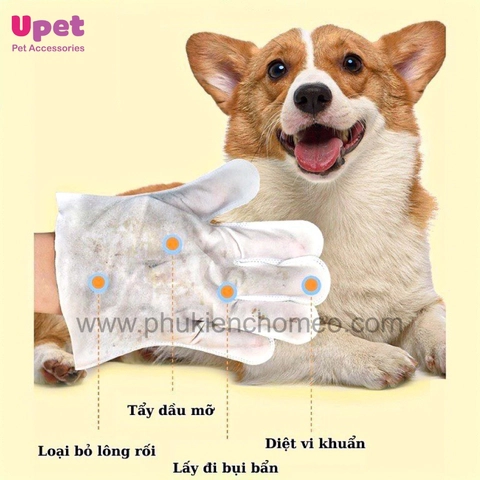 Upet
Pet Accessories
www.phukienchomeo.com
Tẩy dầu mỡ
Loại bỏ lông rối
Diệt vi khuẩn
Lấy đi bụi bẩn